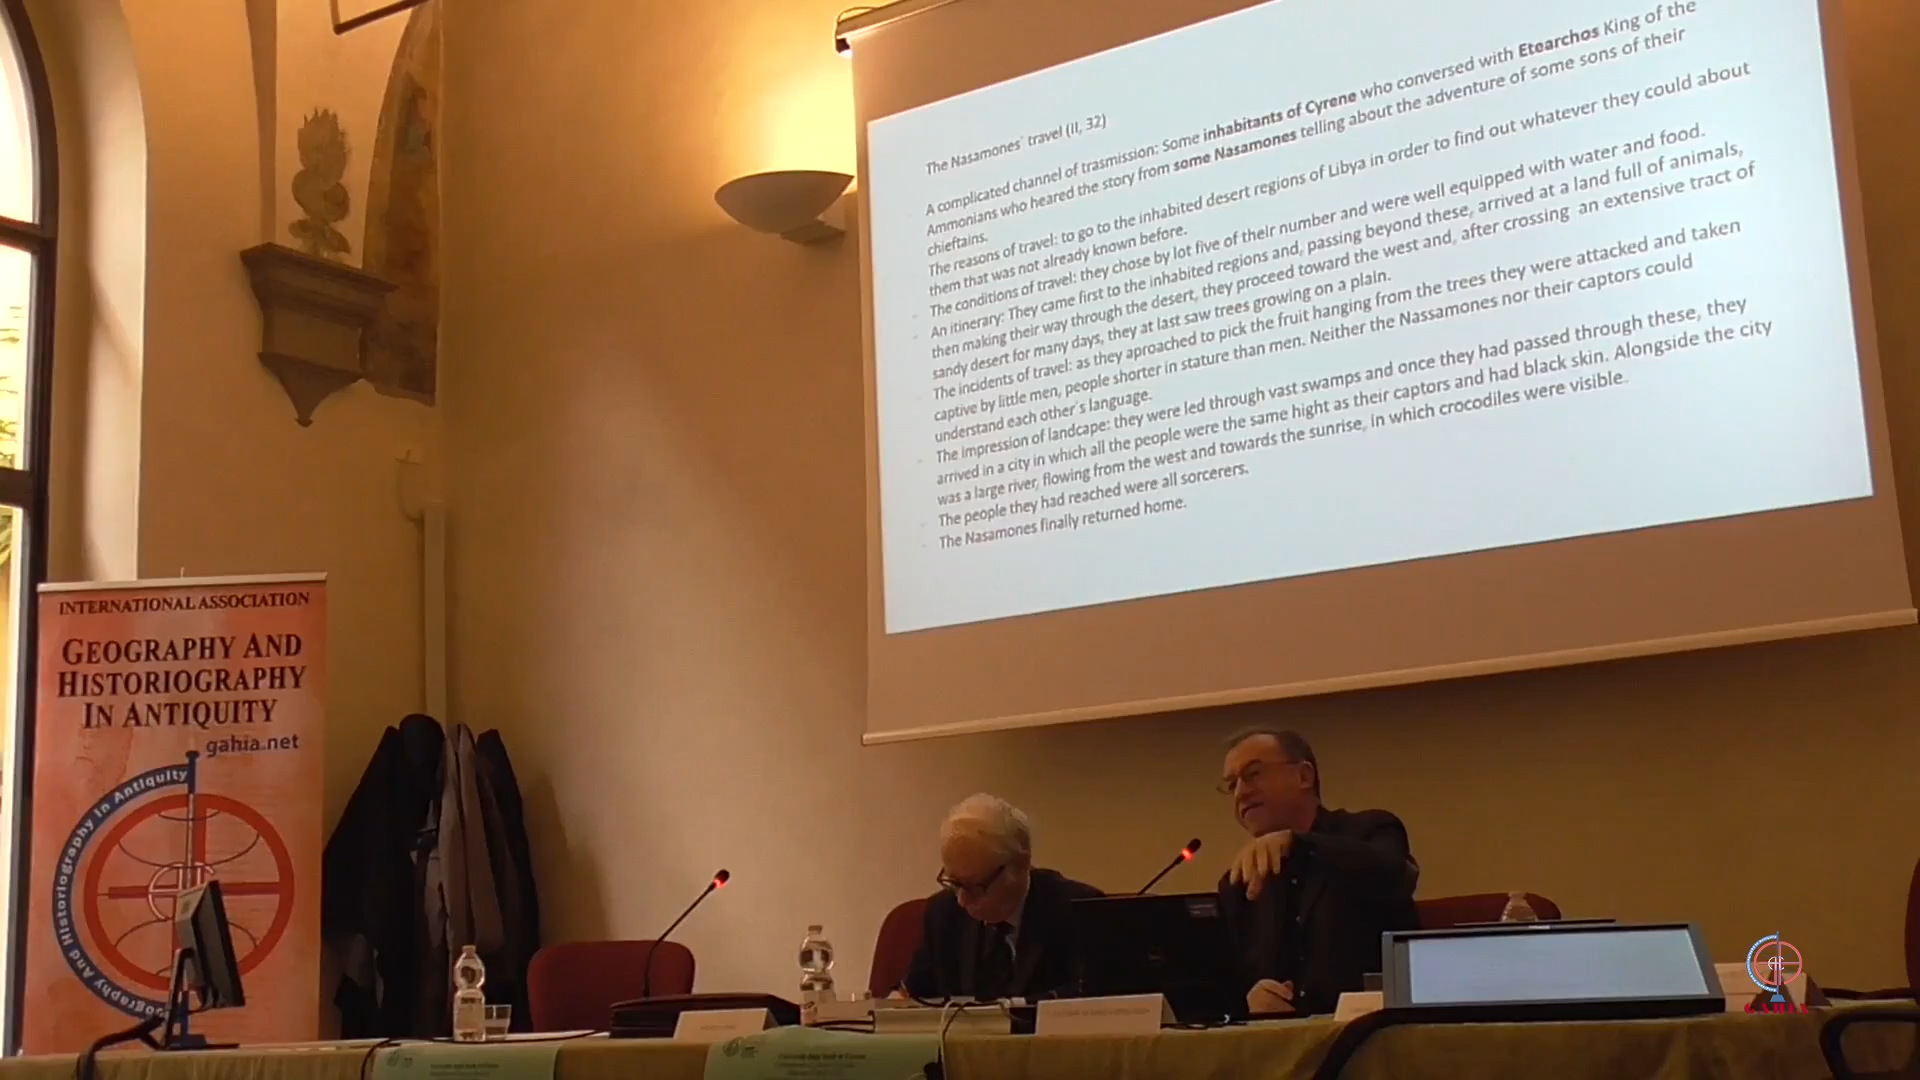 The Nasamones´ travel (II, 32)
A complicated channel of trasmission: Some inhabitants of Cyrene who conversed with Etearchos King of the
Ammonians who heared the story from some Nasamones telling about the adventure of some sons of their
chieftains.
The reasons of travel: to go to the inhabited desert regions of Libya in order to find out whatever they could about
them that was not already known before.
The conditions of travel: they chose by lot five of their number and were well equipped with water and food.
An itinerary: They came first to the inhabited regions and, passing beyond these, arrived at a land full of animals,
then making their way through the desert, they proceed toward the west and, after crossing an extensive tract of
sandy desert for many days, they at last saw trees growing on a plain.
The incidents of travel: as they aproached to pick the fruit hanging from the trees they were attacked and taken
captive by little men, people shorter in stature than men. Neither the Nassamones nor their captors could
understand each other´s language.
The impression of landcape: they were led through vast swamps and once they had passed through these, they
arrived in a city in which all the people were the same hight as their captors and had black skin. Alongside the city
was a large river, flowing from the west and towards the sunrise, in which crocodiles were visible.
The people they had reached were all sorcerers.
The Nasamones finally returned home.
INTERNATIONAL ASSOCIATION
GEOGRAPHY AND
HISTORIOGRAPHY
IN ANTIQUITY
gahia.net
Geography And Historiography In Antiquity
GAHIA